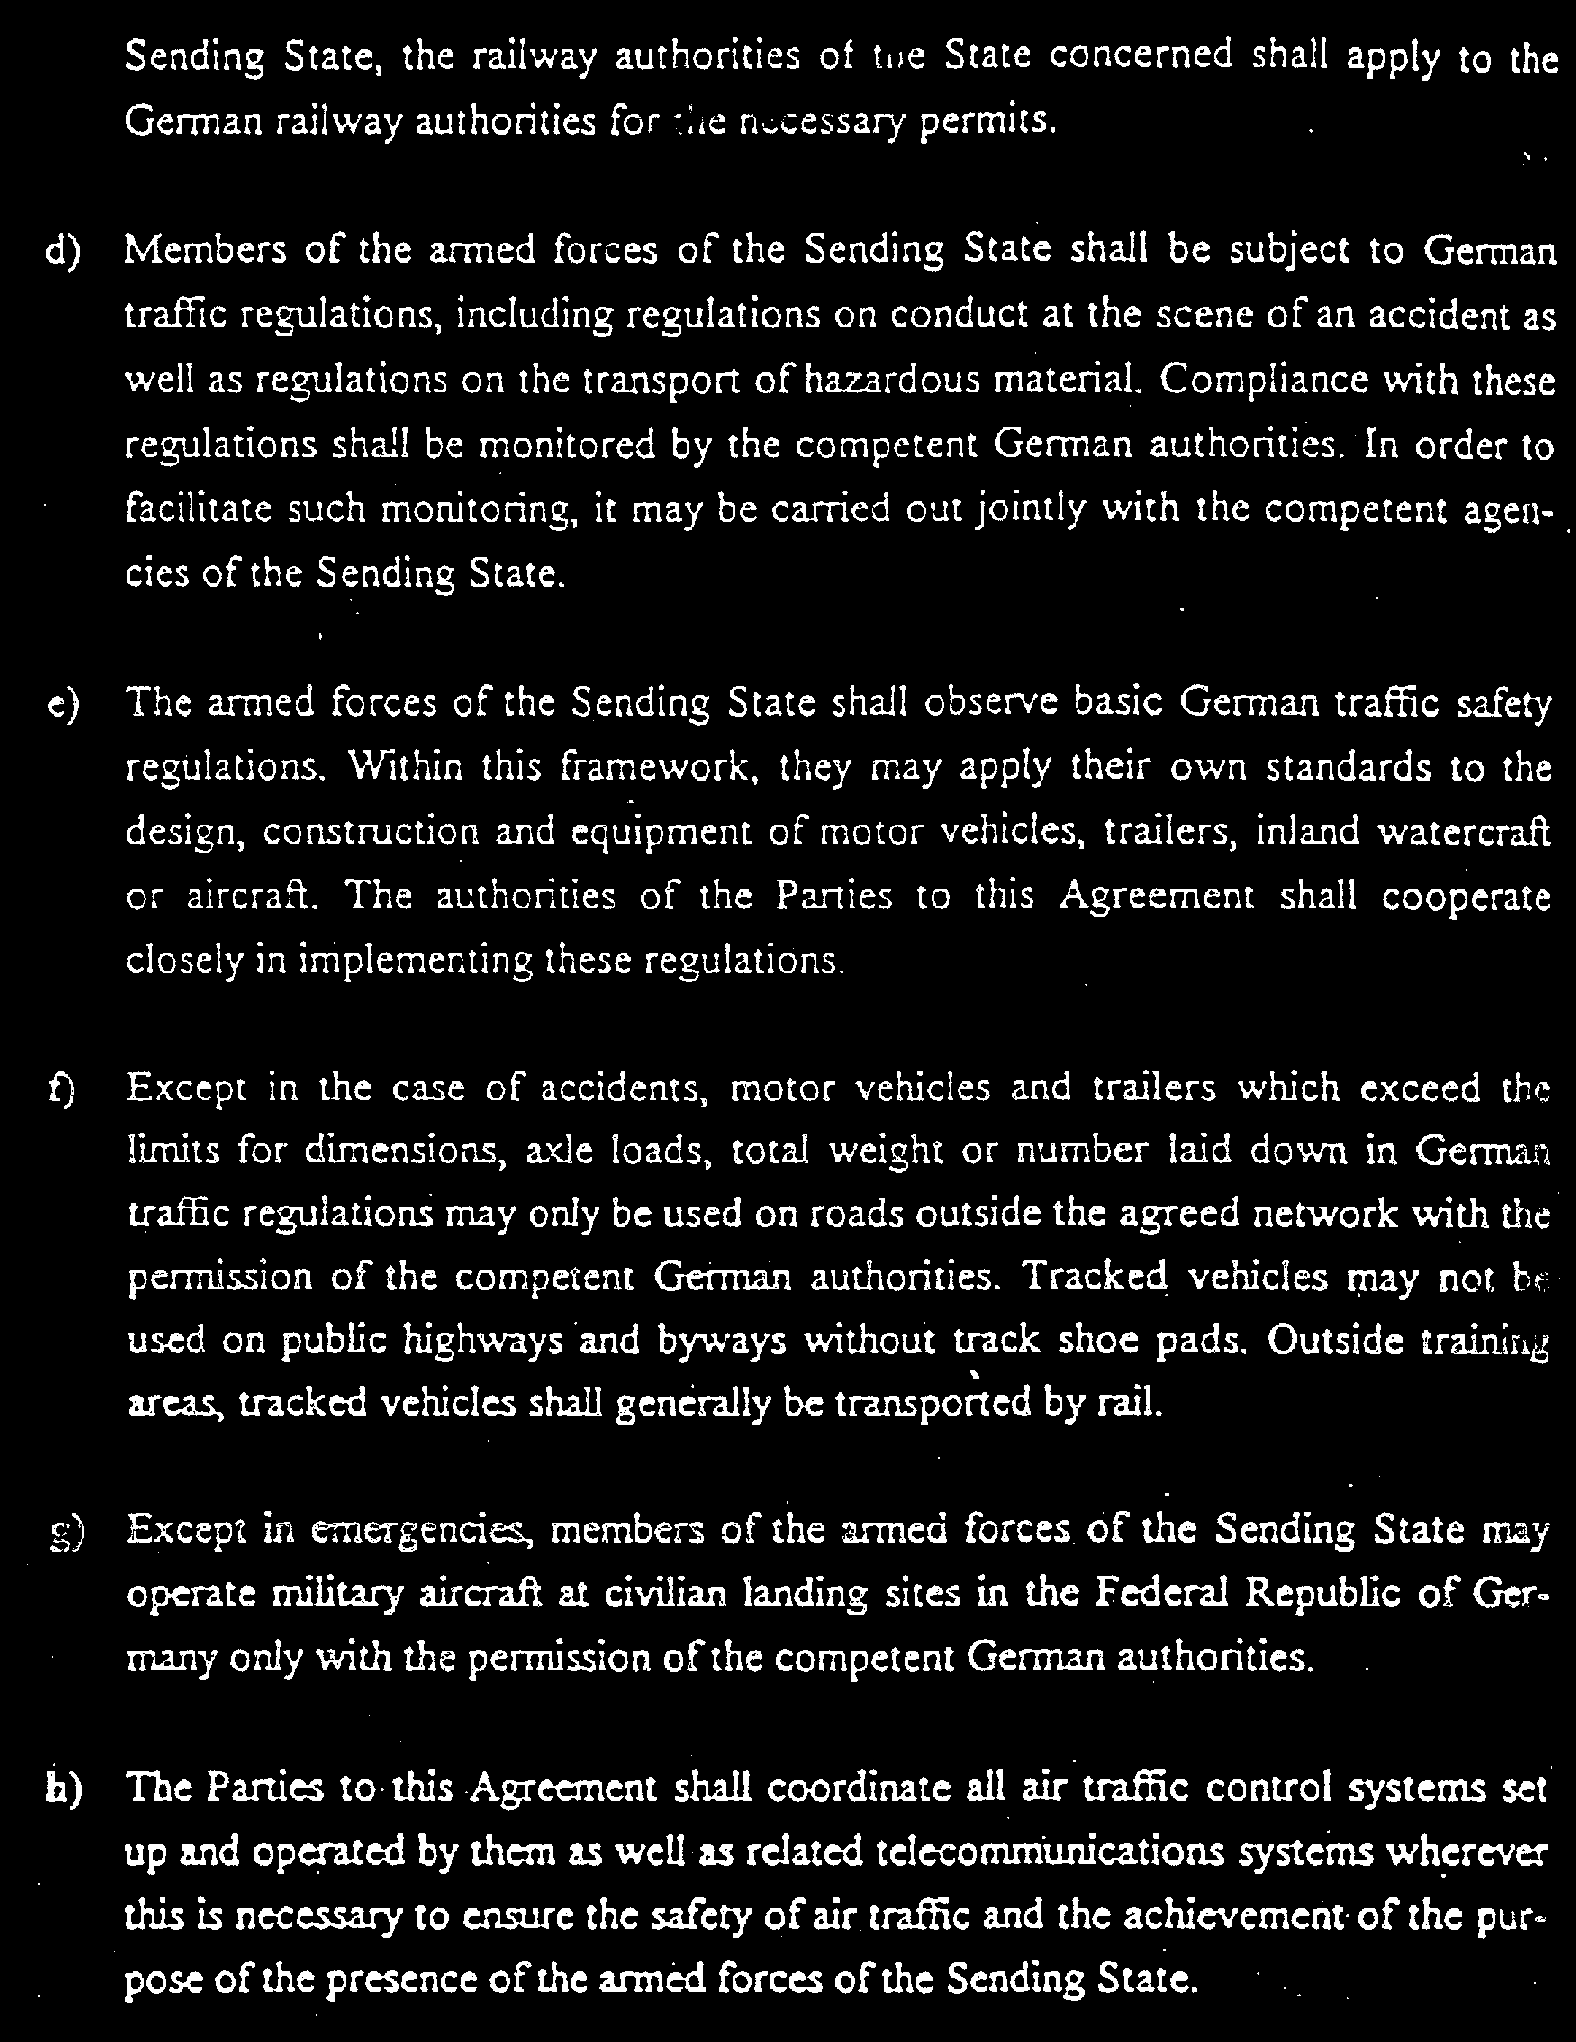 Sending State, the railway authorities of the State concerned shall apply to the
German railway authorities for the necessary permits.
d) Members of the armed forces of the Sending State shall be subject to German
traffic regulations, including regulations on conduct at the scene of an accident as
well as regulations on the transport of hazardous material. Compliance with these
regulations shall be monitored by the competent German authorities. In order to
facilitate such monitoring, it may be carried out jointly with the competent agen-
cies of the Sending State.
e) The armed forces of the Sending State shall observe basic German traffic safety
regulations. Within this framework, they may apply their own standards to the
design, construction and equipment of motor vehicles, trailers, inland watercraft
or aircraft. The authorities of the Parties to this Agreement shall cooperate
closely in implementing these regulations.
f) Except in the case of accidents, motor vehicles and trailers which exceed the
limits for dimensions, axle loads, total weight or number laid down in German
traffic regulations may only be used on roads outside the agreed network with the
permission of the competent German authorities. Tracked vehicles may not be
used on public highways and byways without track shoe pads. Outside training
areas, tracked vehicles shall generally be transported by rail.
g) Except in emergencies, members of the armed forces of the Sending State may
operate military aircraft at civilian landing sites in the Federal Republic of Ger-
many only with the permission of the competent German authorities.
h) The Parties to this Agreement shall coordinate all air traffic control systems set
up and operated by them as well as related telecommunications systems wherever
this is necessary to ensure the safety of air traffic and the achievement of the pur-
pose of the presence of the armed forces of the Sending State.